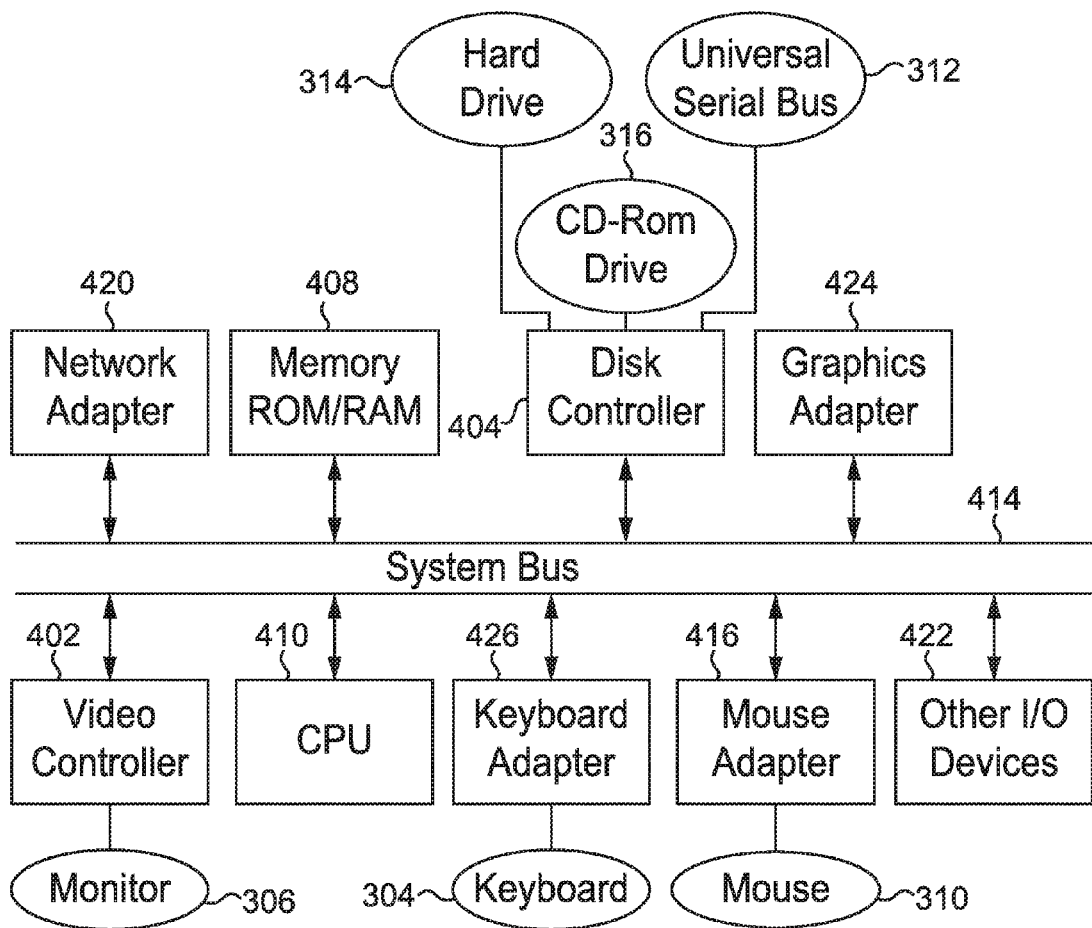 Hard
Drive
314
Universal
Serial Bus
312
316
CD-Rom
Drive
420
408
424
Network
Adapter
Memory
ROM/RAM
Disk
Controller
404
Graphics
Adapter
414
System Bus
402
410
426
416
422
Video
Controller
CPU
Keyboard
Adapter
Mouse
Adapter
Other I/O
Devices
Monitor
306
304
Keyboard
Mouse
310